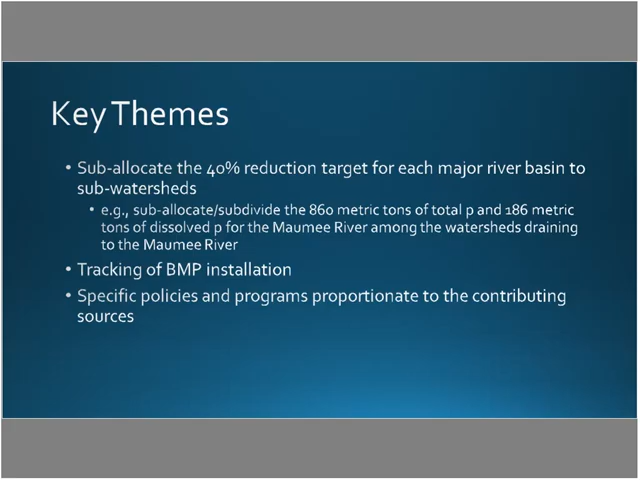 Key Themes
• Sub-allocate the 40% reduction target for each major river basin to
sub-watersheds
• e.g., sub-allocate/subdivide the 860 metric tons of total p and 186 metric
tons of dissolved p for the Maumee River among the watersheds draining
to the Maumee River
• Tracking of BMP installation
• Specific policies and programs proportionate to the contributing
sources